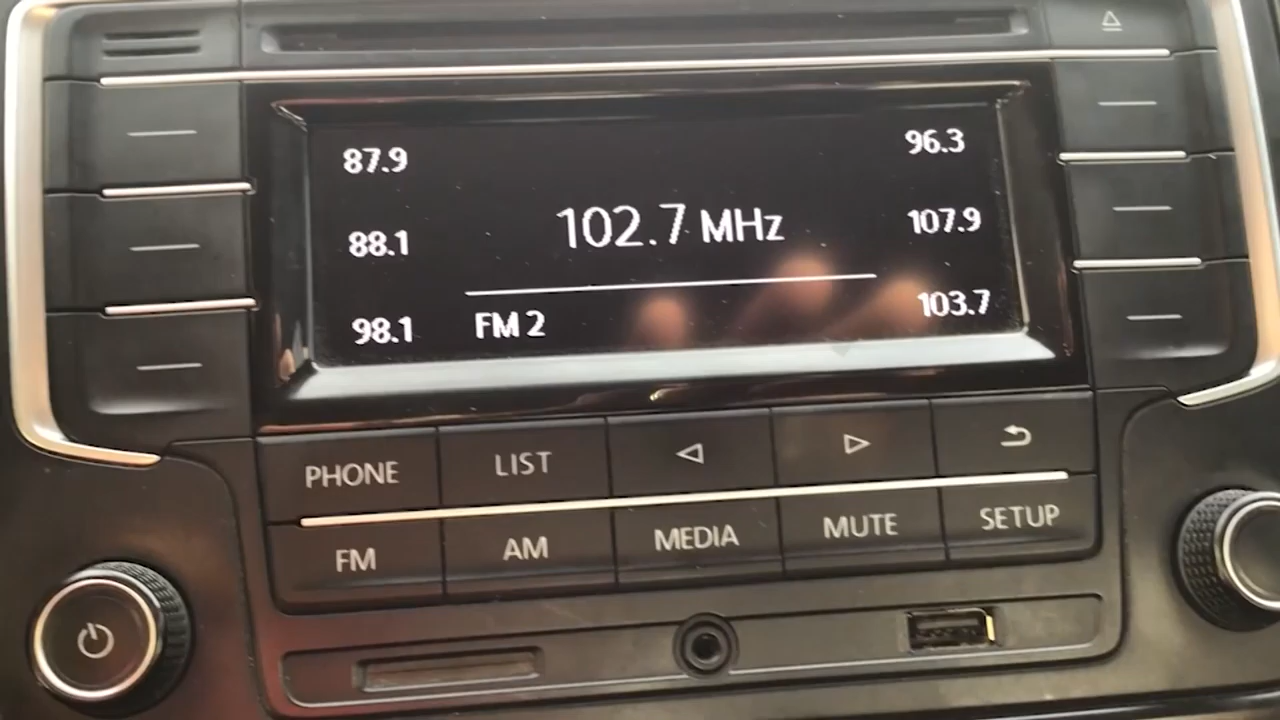 87.9
96.3
102.7 MHz
88.1
107.9
98.1
FM 2
103.7
PHONE
LIST
FM
AM
MEDIA
MUTE
SETUP